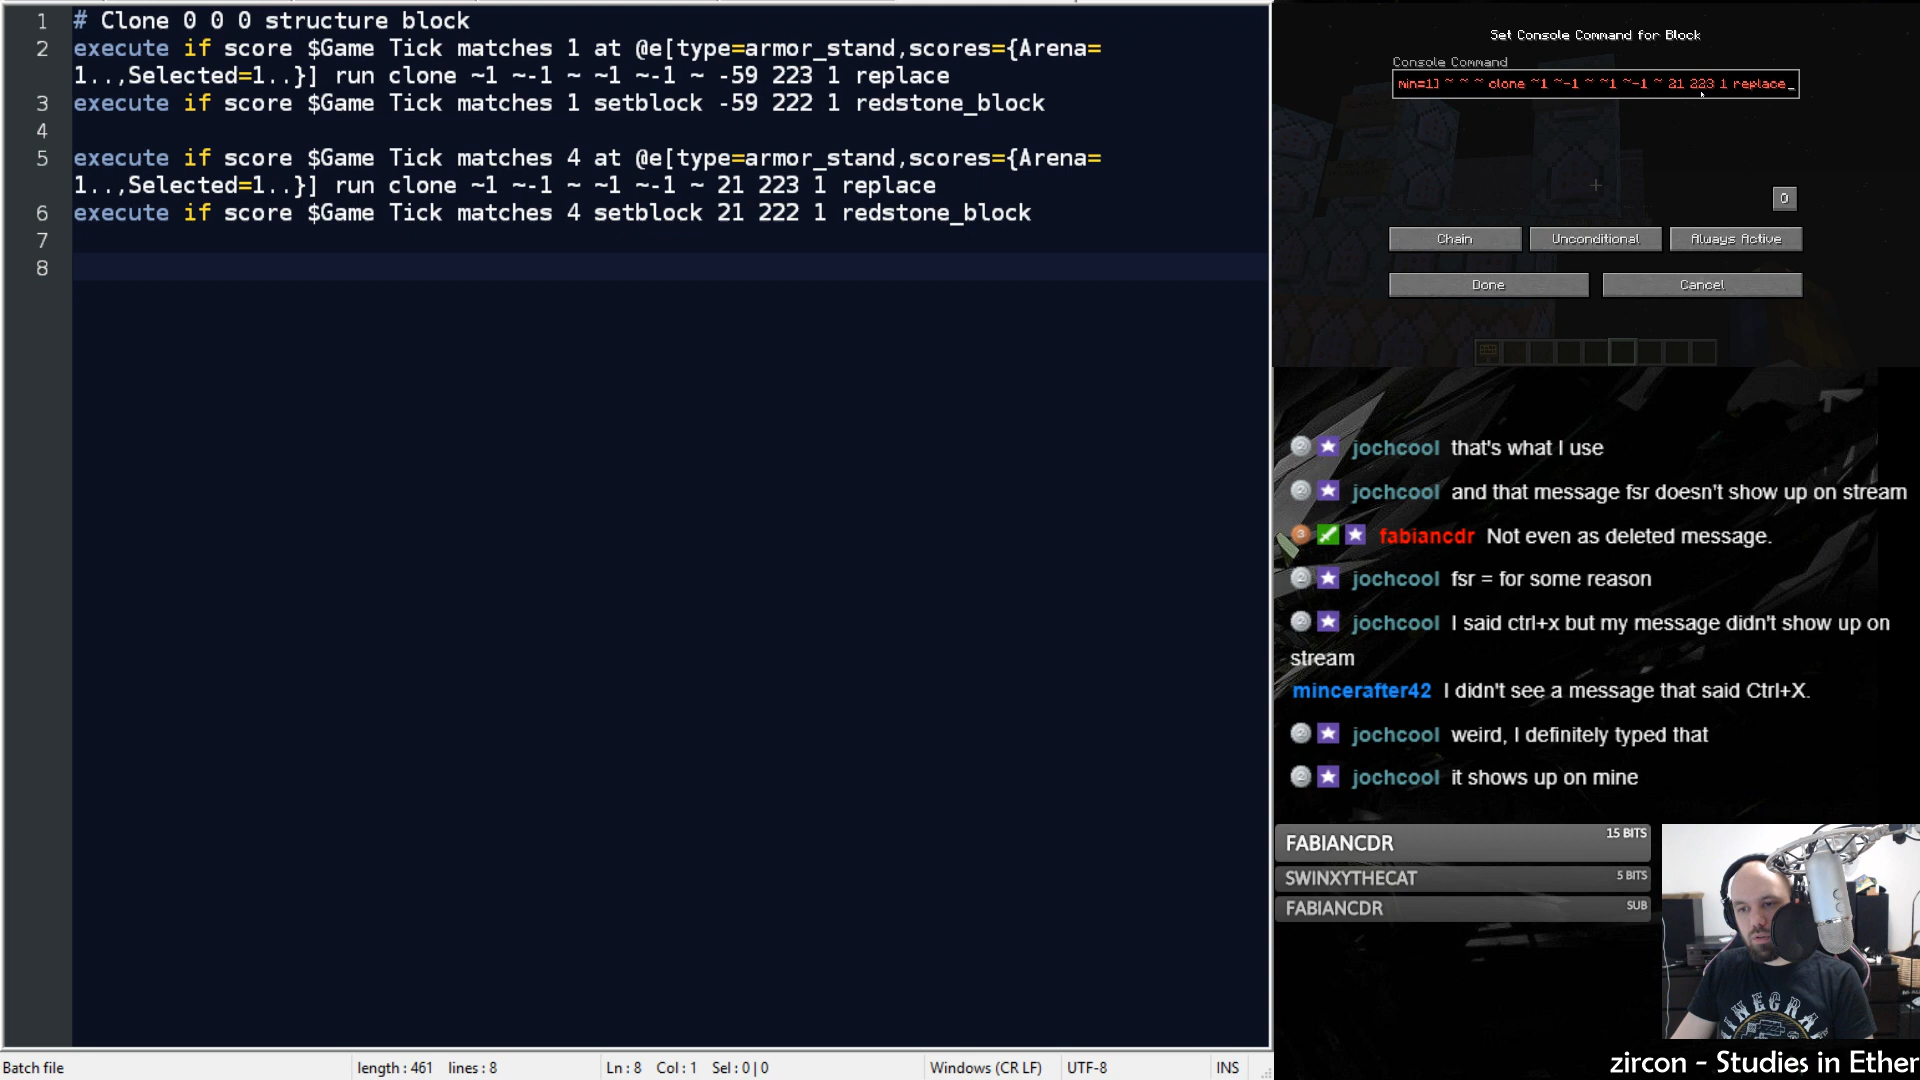 1 # Clone 0 0 0 structure block
2 execute if score $Game Tick matches 1 at @e[type=armor_stand,scores={Arena=
1..,Selected=1..}] run clone ~1 ~-1 ~ ~1 ~-1 ~ -59 223 1 replace
3 execute if score $Game Tick matches 1 setblock -59 222 1 redstone_block
4
5 execute if score $Game Tick matches 4 at @e[type=armor_stand,scores={Arena=
1..,Selected=1..}] run clone ~1 ~-1 ~ ~1 ~-1 ~ 21 223 1 replace
6 execute if score $Game Tick matches 4 setblock 21 222 1 redstone_block
7
8
Batch file length : 461 lines : 8 Ln : 8 Col : 1 Sel : 0 | 0 Windows (CR LF) UTF-8 INS
Set Console Command for Block
Console Command
min=1] ~ ~ ~ clone ~1 ~-1 ~ ~1 ~-1 ~ 21 223 1 replace_
0
Chain Unconditional Always Active
Done Cancel
jochcool that's what I use
jochcool and that message fsr doesn't show up on stream
fabiancdr Not even as deleted message.
jochcool fsr = for some reason
jochcool I said ctrl+x but my message didn't show up on
stream
mincerafter42 I didn't see a message that said Ctrl+X.
jochcool weird, I definitely typed that
jochcool it shows up on mine
FABIANCDR 15 BITS
SWINXYTHECAT 5 BITS
FABIANCDR SUB
zircon - Studies in Ether